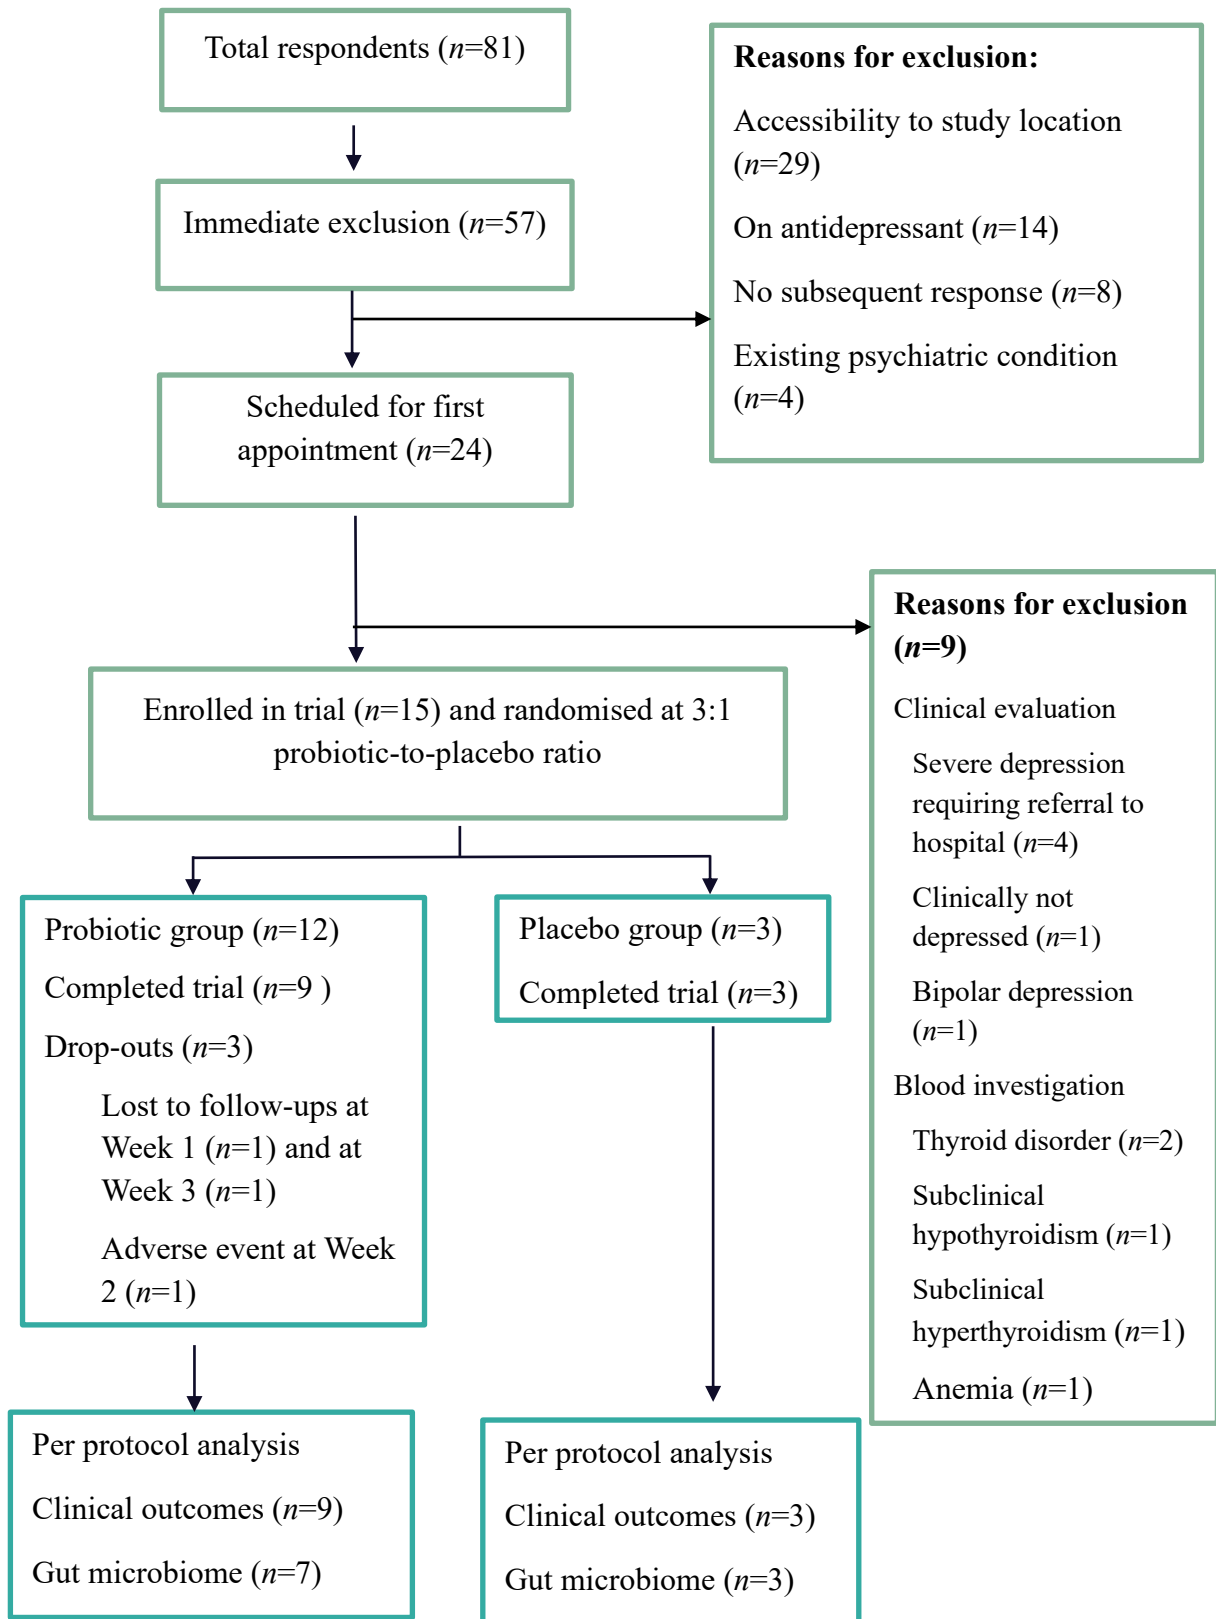 Total respondents (n=81)
Immediate exclusion (n=57)
Reasons for exclusion:
Accessibility to study location
(n=29)
On antidepressant (n=14)
No subsequent response (n=8)
Existing psychiatric condition
(n=4)
Scheduled for first
appointment (n=24)
Reasons for exclusion
(n=9)
Clinical evaluation
Severe depression
requiring referral to
hospital (n=4)
Clinically not
depressed (n=1)
Bipolar depression
(n=1)
Blood investigation
Thyroid disorder (n=2)
Subclinical
hypothyroidism (n=1)
Subclinical
hyperthyroidism (n=1)
Anemia (n=1)
Enrolled in trial (n=15) and randomised at 3:1
probiotic-to-placebo ratio
Probiotic group (n=12)
Completed trial (n=9 )
Drop-outs (n=3)
Lost to follow-ups at
Week 1 (n=1) and at
Week 3 (n=1)
Adverse event at Week
2 (n=1)
Placebo group (n=3)
Completed trial (n=3)
Per protocol analysis
Clinical outcomes (n=9)
Gut microbiome (n=7)
Per protocol analysis
Clinical outcomes (n=3)
Gut microbiome (n=3)